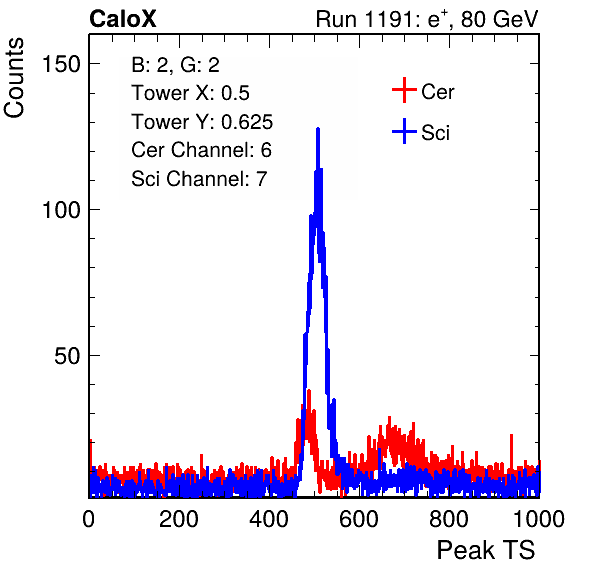 CaloX Run 1191: e⁺, 80 GeV
Counts
150
100
50
B: 2, G: 2
Tower X: 0.5
Tower Y: 0.625
Cer Channel: 6
Sci Channel: 7
Cer
Sci
0 200 400 600 800 1000
Peak TS